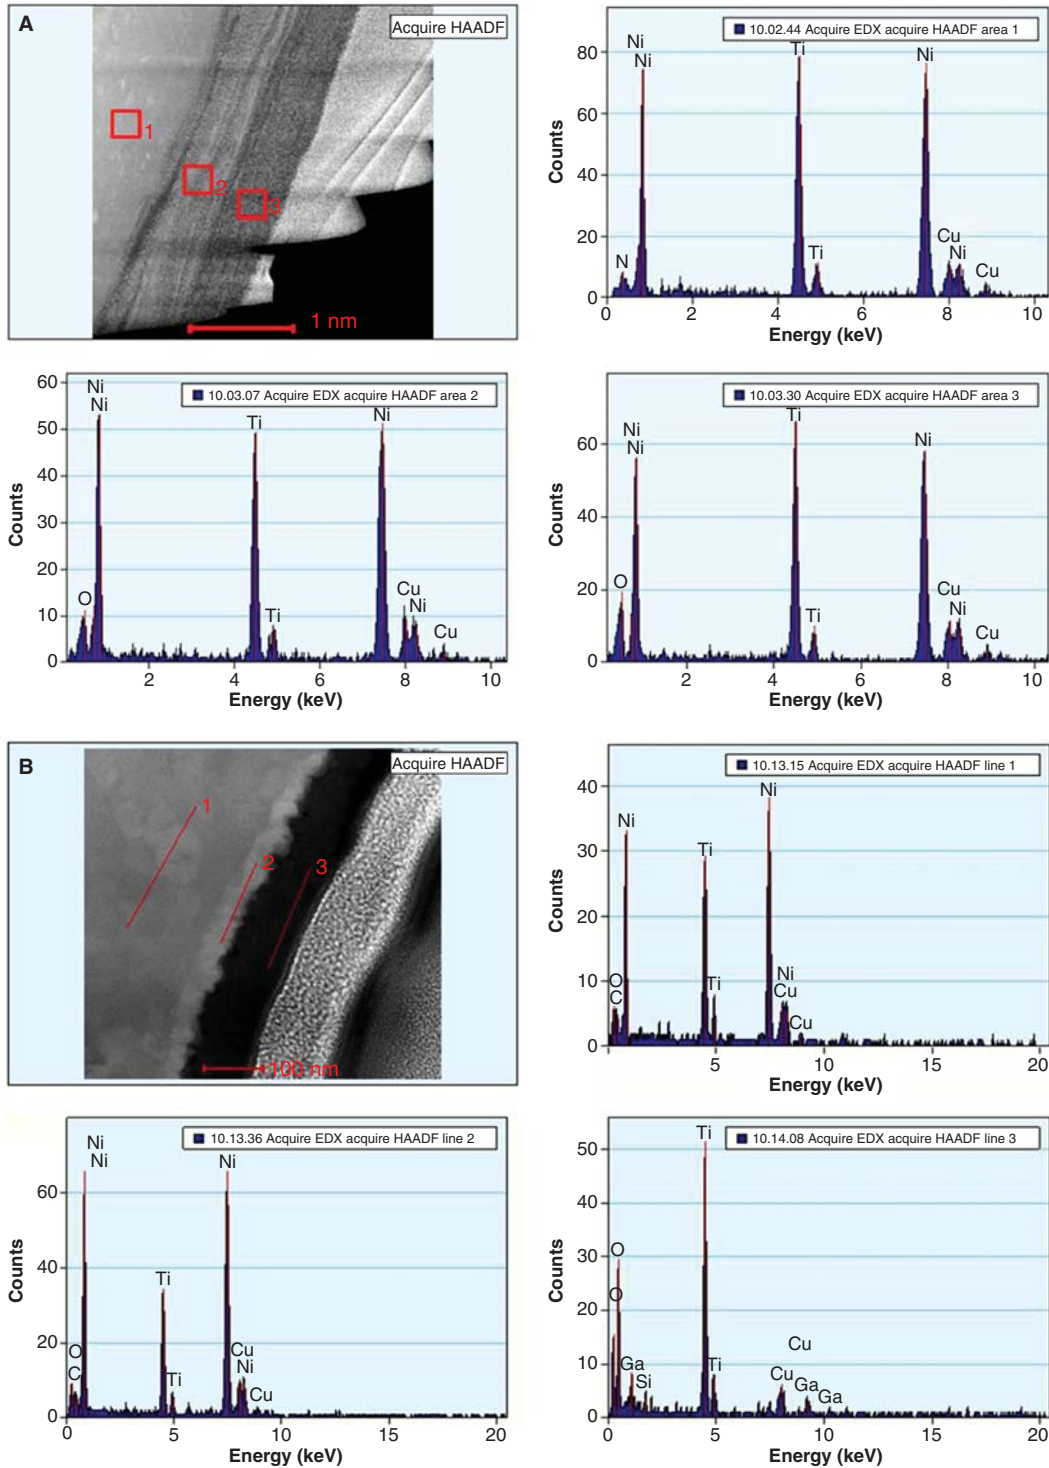 A
Acquire HAADF
1
2
3
1 nm
10.02.44 Acquire EDX acquire HAADF area 1
Counts
80
60
40
20
0
N
Ni
Ni
Ti
Ti
Ni
Cu
Ni
Cu
0 2 4 6 8 10
Energy (keV)
10.03.07 Acquire EDX acquire HAADF area 2
Counts
60
50
40
30
20
10
0
O
Ni
Ni
Ti
Ti
Ni
Cu
Ni
Cu
2 4 6 8 10
Energy (keV)
10.03.30 Acquire EDX acquire HAADF area 3
Counts
60
40
20
0
O
Ni
Ni
Ti
Ti
Ni
Cu
Ni
Cu
2 4 6 8 10
Energy (keV)
B
Acquire HAADF
1
2
3
100 nm
10.13.15 Acquire EDX acquire HAADF line 1
Counts
40
30
20
10
0
O
C
Ni
Ti
Ti
Ni
Ni
Cu
Cu
5 10 15 20
Energy (keV)
10.13.36 Acquire EDX acquire HAADF line 2
Counts
60
40
20
0
O
C
Ni
Ni
Ti
Ti
Ni
Cu
Ni
Cu
0 5 10 15 20
Energy (keV)
10.14.08 Acquire EDX acquire HAADF line 3
Counts
50
40
30
20
10
0
O
O
Ga
Si
Ti
Ti
Cu
Cu
Ga
Ga
0 5 10 15 20
Energy (keV)